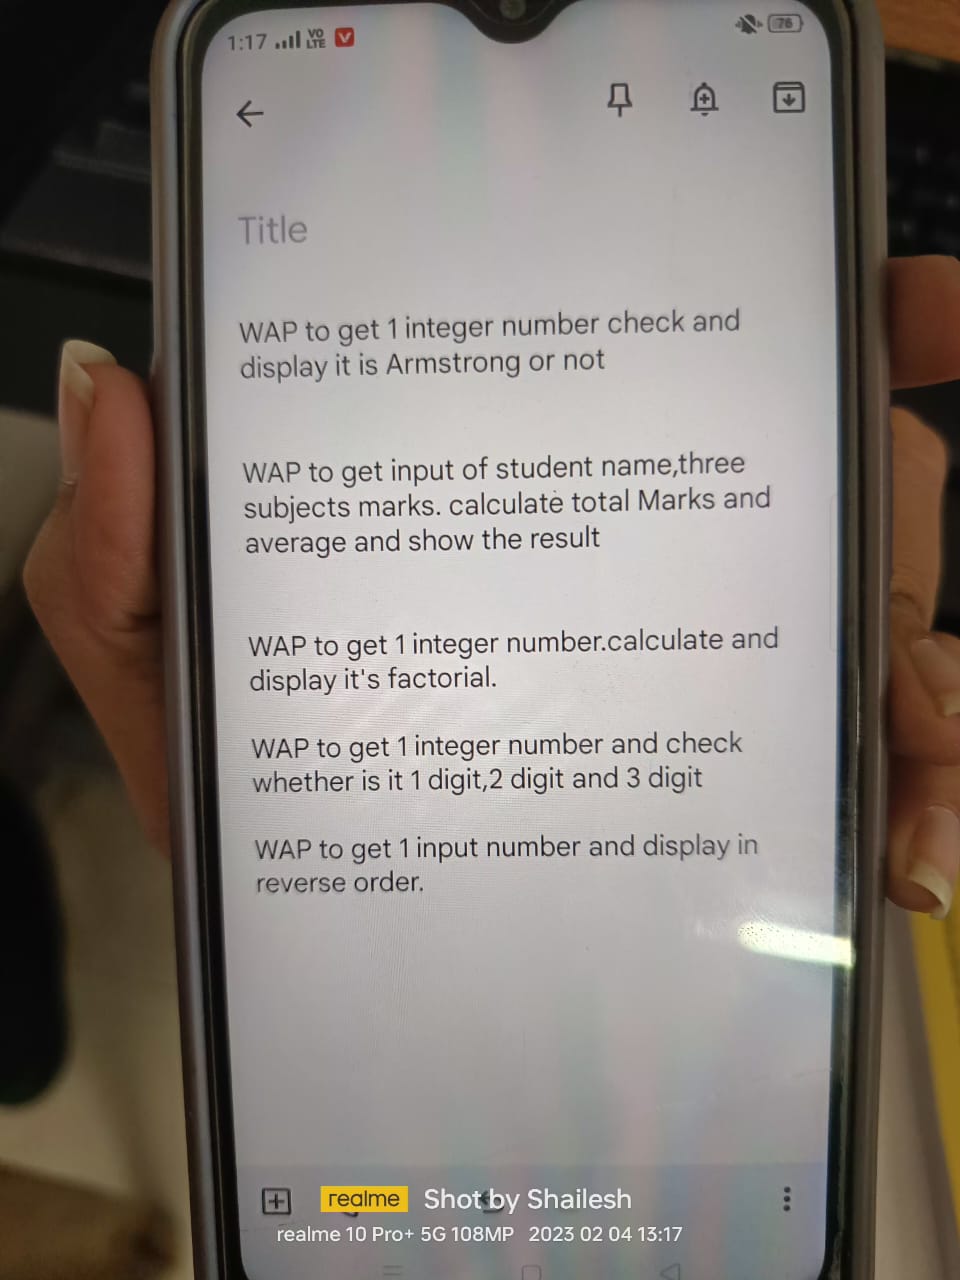 1:17 VO LTE 76
Title
WAP to get 1 integer number check and
display it is Armstrong or not
WAP to get input of student name,three
subjects marks. calculate total Marks and
average and show the result
WAP to get 1 integer number.calculate and
display it's factorial.
WAP to get 1 integer number and check
whether is it 1 digit,2 digit and 3 digit
WAP to get 1 input number and display in
reverse order.
realme Shot by Shailesh
realme 10 Pro+ 5G 108MP 2023 02 04 13:17